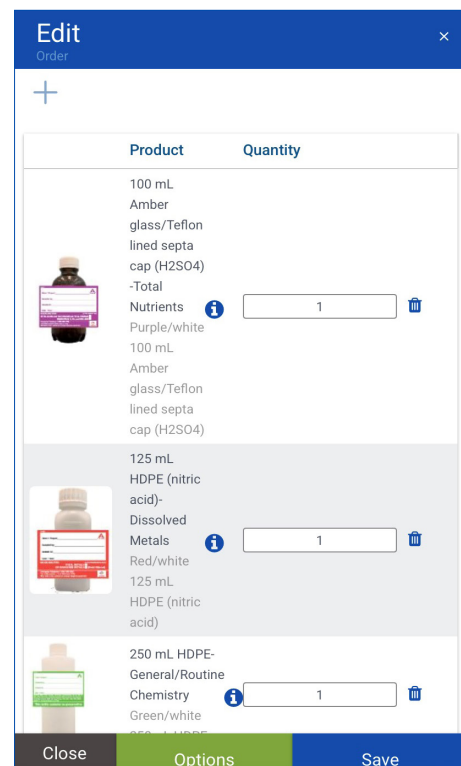 Edit
Order
Product Quantity
100 mL
Amber
glass/Teflon
lined septa
cap (H2SO4)
-Total
Nutrients
1
Purple/white
100 mL
Amber
glass/Teflon
lined septa
cap (H2SO4)
125 mL
HDPE (nitric
acid)-
Dissolved
Metals
1
Red/white
125 mL
HDPE (nitric
acid)
250 mL HDPE-
General/Routine
Chemistry
1
Green/white
Close
Options
Save